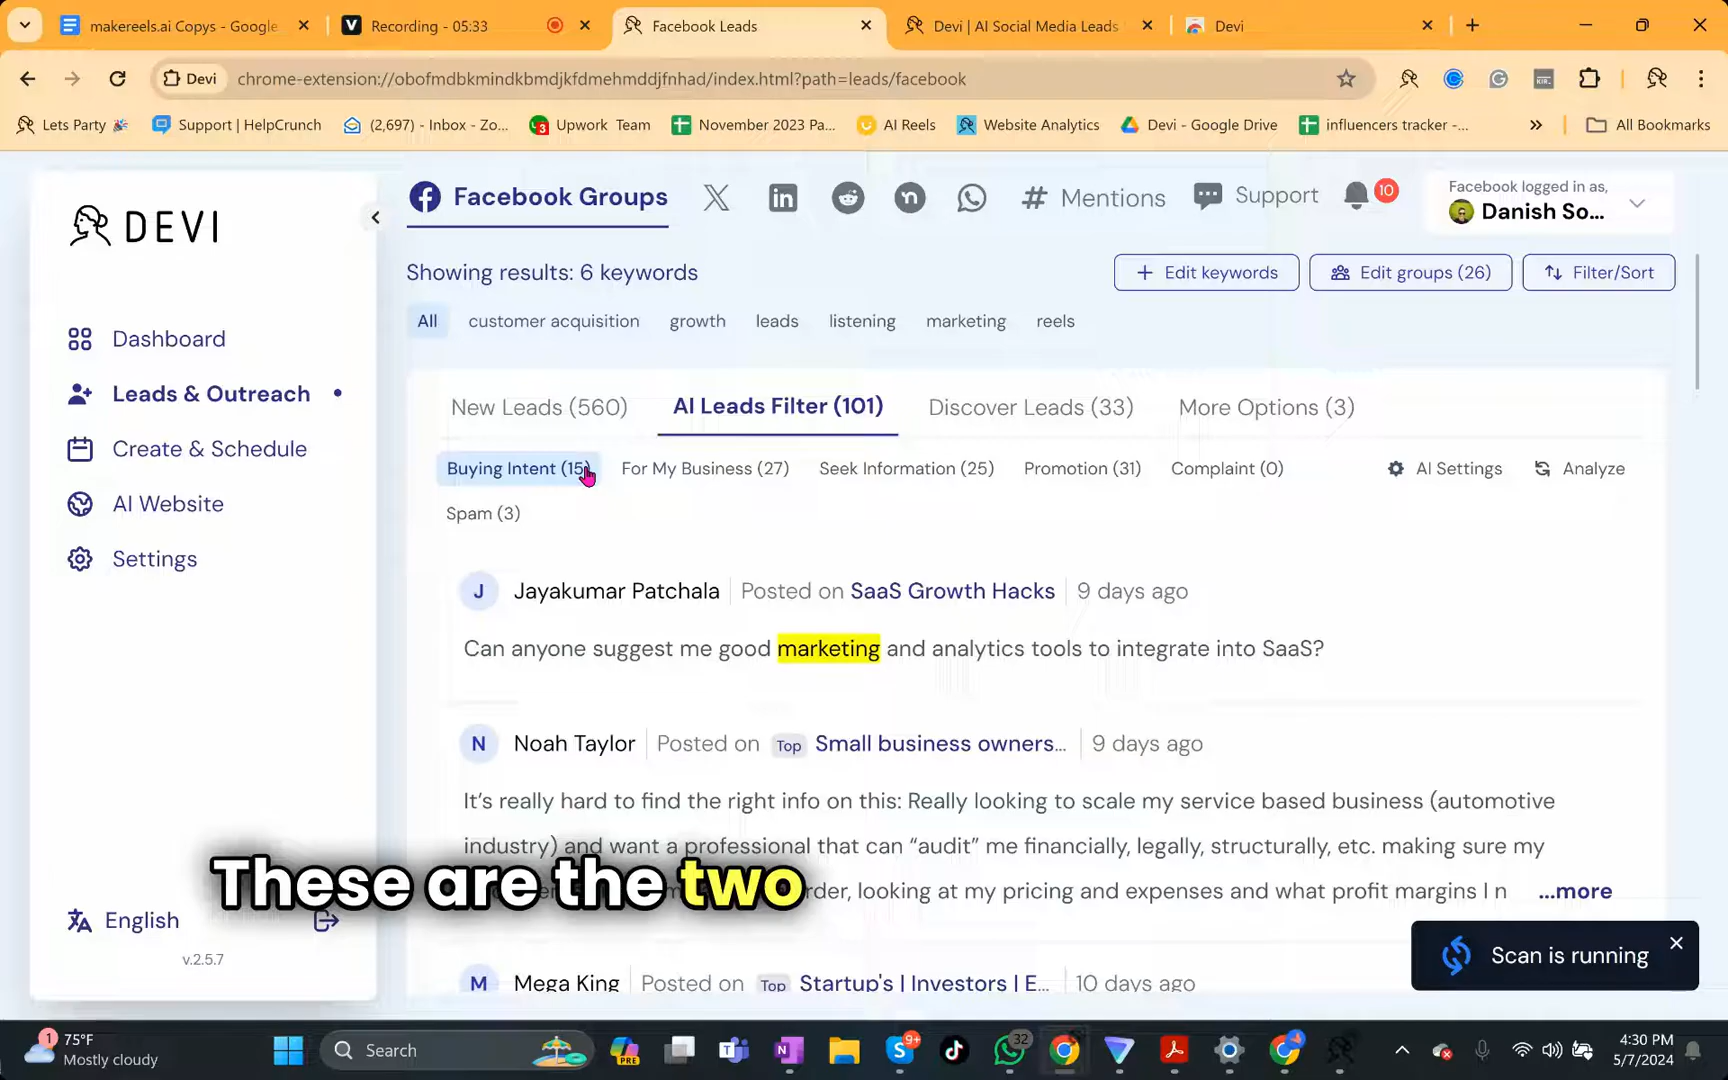 makereels.ai Copys - Google
Recording - 05:33
Facebook Leads
Devi | AI Social Media Leads
Devi
Devi
chrome-extension://obofmdbkmindkbmdjkfdmehmddjfnhad/index.html?path=leads/facebook
Lets Party
Support | HelpCrunch
(2,697) - Inbox - Zo...
Upwork Team
November 2023 Pa...
AI Reels
Website Analytics
Devi - Google Drive
influencers tracker -...
All Bookmarks
DEVI
Facebook Groups
# Mentions
Support
10
Facebook logged in as,
Danish So...
Showing results: 6 keywords
+ Edit keywords
Edit groups (26)
Filter/Sort
All
customer acquisition
growth
leads
listening
marketing
reels
Dashboard
Leads & Outreach
Create & Schedule
AI Website
Settings
New Leads (560)
AI Leads Filter (101)
Discover Leads (33)
More Options (3)
Buying Intent (15)
For My Business (27)
Seek Information (25)
Promotion (31)
Complaint (0)
AI Settings
Analyze
Spam (3)
J
Jayakumar Patchala
Posted on SaaS Growth Hacks
9 days ago
Can anyone suggest me good marketing and analytics tools to integrate into SaaS?
N
Noah Taylor
Posted on Top Small business owners...
9 days ago
It's really hard to find the right info on this: Really looking to scale my service based business (automotive
industry) and want a professional that can "audit" me financially, legally, structurally, etc. making sure my
looking at my pricing and expenses and what profit margins I n ...more
These are the two
M
Mega King
Posted on Top Startup's | Investors | E...
10 days ago
English
v.2.5.7
Scan is running
1
75°F
Mostly cloudy
Search
PRE
9+
32
4:30 PM
5/7/2024